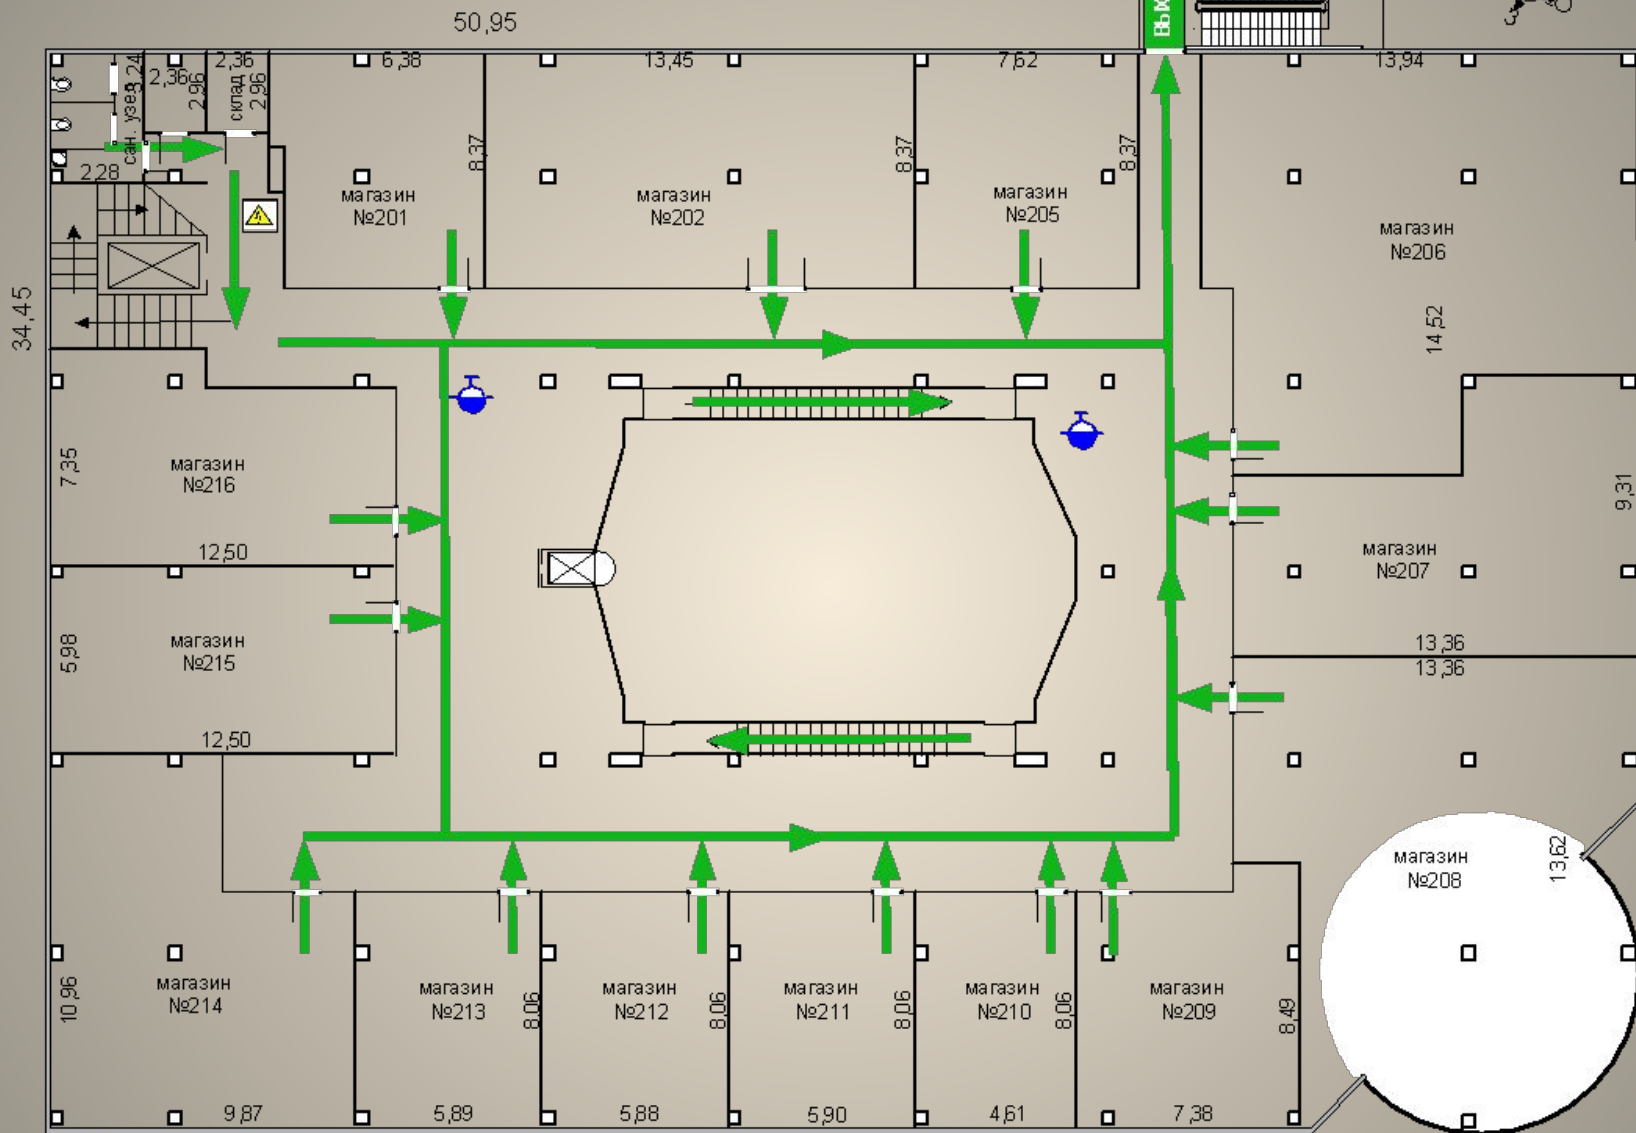 50,95
ВЫХ
2,36
3,24
2,36
2,96
2,96
6,38
13,45
7,62
13,94
сан. узел
склад
2,28
8,37
8,37
8,37
магазин
№201
магазин
№202
магазин
№205
магазин
№206
34,45
14,52
7,35
магазин
№216
12,50
9,31
магазин
№207
5,98
магазин
№215
12,50
13,36
13,36
магазин
№208
13,62
10,96
магазин
№214
магазин
№213
8,06
магазин
№212
8,06
магазин
№211
8,06
магазин
№210
8,06
магазин
№209
8,49
9,87
5,89
5,88
5,90
4,61
7,38